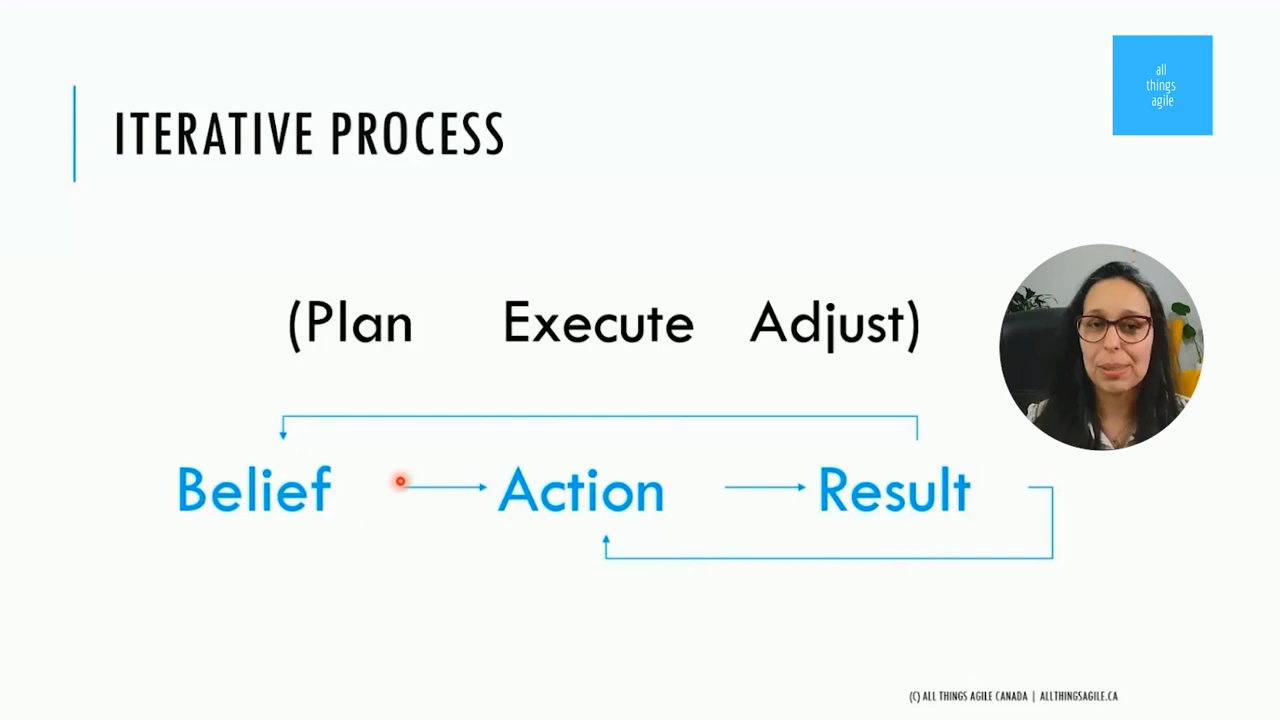 all
things
agile
ITERATIVE PROCESS
(Plan Execute Adjust)
Belief Action Result
(C) ALL THINGS AGILE CANADA | ALLTHINGSAGILE.CA